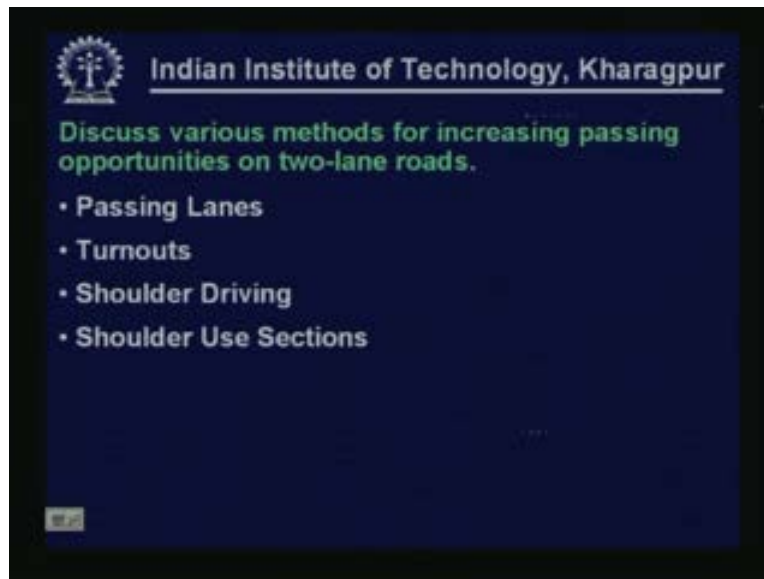 Indian Institute of Technology, Kharagpur
Discuss various methods for increasing passing
opportunities on two-lane roads.
• Passing Lanes
• Turnouts
• Shoulder Driving
• Shoulder Use Sections